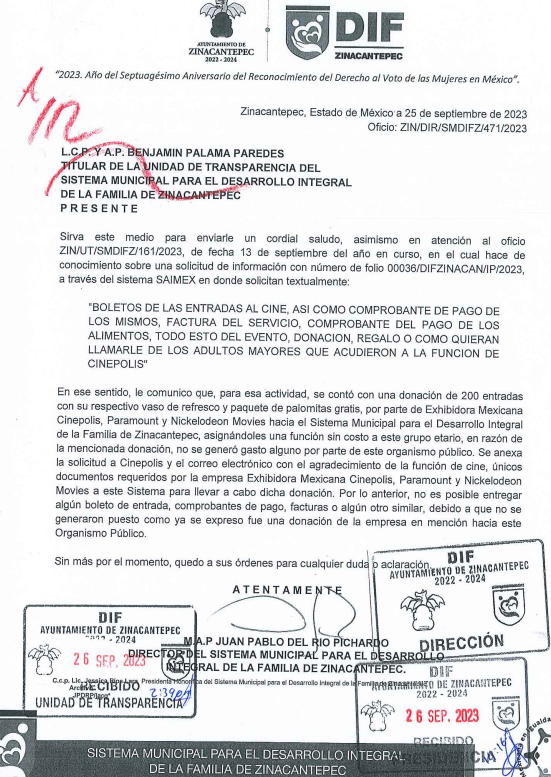 AYUNTAMIENTO DE
ZINACANTEPEC
2022 - 2024
DIF
ZINACANTEPEC
"2023. Año del Septuagésimo Aniversario del Reconocimiento del Derecho al Voto de las Mujeres en México".
Zinacantepec, Estado de México a 25 de septiembre de 2023
Oficio: ZIN/DIR/SMDIFZ/471/2023
L.C.P. Y A.P. BENJAMIN PALAMA PAREDES
TITULAR DE LA UNIDAD DE TRANSPARENCIA DEL
SISTEMA MUNICIPAL PARA EL DESARROLLO INTEGRAL
DE LA FAMILIA DE ZINACANTEPEC
P R E S E N T E
Sirva este medio para enviarle un cordial saludo, asimismo en atención al oficio
ZIN/UT/SMDIFZ/161/2023, de fecha 13 de septiembre del año en curso, en el cual hace de
conocimiento sobre una solicitud de información con número de folio 00036/DIFZINACAN/IP/2023,
a través del sistema SAIMEX en donde solicitan textualmente:
"BOLETOS DE LAS ENTRADAS AL CINE, ASI COMO COMPROBANTE DE PAGO DE
LOS MISMOS, FACTURA DEL SERVICIO, COMPROBANTE DEL PAGO DE LOS
ALIMENTOS, TODO ESTO DEL EVENTO, DONACION, REGALO O COMO QUIERAN
LLAMARLE DE LOS ADULTOS MAYORES QUE ACUDIERON A LA FUNCION DE
CINEPOLIS"
En ese sentido, le comunico que, para esa actividad, se contó con una donación de 200 entradas
con su respectivo vaso de refresco y paquete de palomitas gratis, por parte de Exhibidora Mexicana
Cinepolis, Paramount y Nickelodeon Movies hacia el Sistema Municipal para el Desarrollo Integral
de la Familia de Zinacantepec, asignándoles una función sin costo a este grupo etario, en razón de
la mencionada donación, no se generó gasto alguno por parte de este organismo público. Se anexa
la solicitud a Cinepolis y el correo electrónico con el agradecimiento de la función de cine, únicos
documentos requeridos por la empresa Exhibidora Mexicana Cinepolis, Paramount y Nickelodeon
Movies a este Sistema para llevar a cabo dicha donación. Por lo anterior, no es posible entregar
algún boleto de entrada, comprobantes de pago, facturas o algún otro similar, debido a que no se
generaron puesto como ya se expreso fue una donación de la empresa en mención hacia este
Organismo Público.
Sin más por el momento, quedo a sus órdenes para cualquier duda o aclaración.
A T E N T A M E N T E
DIF
AYUNTAMIENTO DE ZINACANTEPEC
2022 - 2024
DIRECCIÓN
M.A.P JUAN PABLO DEL RIO PICHARDO
DIRECTOR DEL SISTEMA MUNICIPAL PARA EL DESARROLLO
INTEGRAL DE LA FAMILIA DE ZINACANTEPEC.
DIF
AYUNTAMIENTO DE ZINACANTEPEC
2022 - 2024
26 SEP. 2023
RECIBIDO
UNIDAD DE TRANSPARENCIA
C.c.p. Lic. Jessica
Presidenta Honorífica del Sistema Municipal para el Desarrollo Integral de la Familia de
DIF
AYUNTAMIENTO DE ZINACANTEPEC
2022 - 2024
26 SEP. 2023
RECIBIDO
PRESIDENCIA
SISTEMA MUNICIPAL PARA EL DESARROLLO INTEGRAL
DE LA FAMILIA DE ZINACANTEPEC